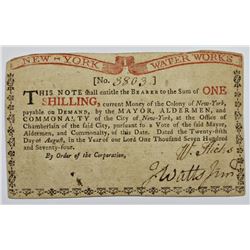 NEW-YORK WATER WORKS
[No. 3803]
THIS NOTE shall entitle the BEARER to the Sum of ONE
SHILLING, current Money of the Colony of New-York,
payable on DEMAND, by the MAYOR, ALDERMEN, and
COMMONALTY of the City of New-York, at the Office of
Chamberlain of the said City, pursuant to a Vote of the said Mayor,
Aldermen, and Commonalty, of this Date. Dated the Twenty-fifth
Day of August, in the Year of our Lord One Thousand Seven Hundred
and Seventy-four.
By Order of the Corporation,
J Watts Junr